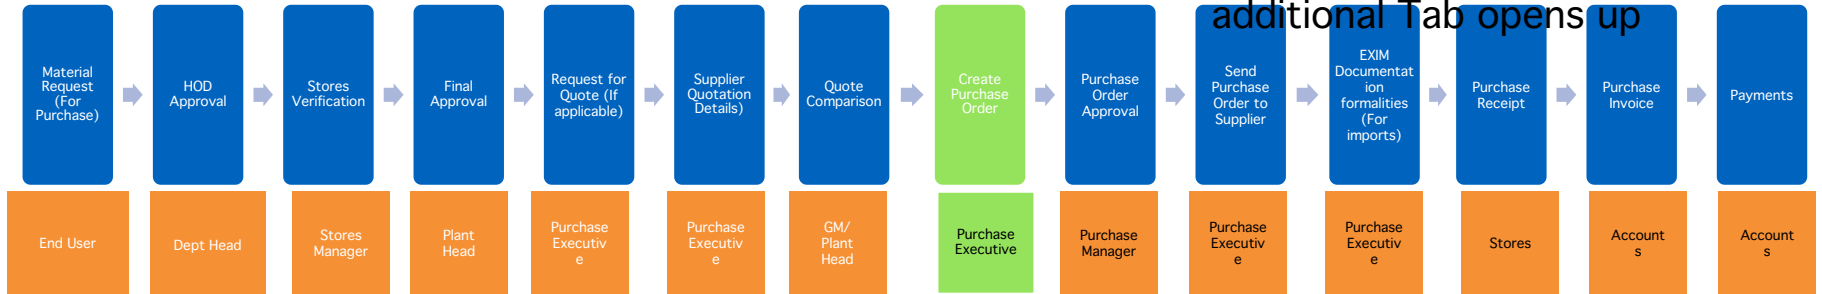 additional Tab opens up
Material
Request
(For
Purchase)
HOD
Approval
Stores
Verification
Final
Approval
Request for
Quote (If
applicable)
Supplier
Quotation
Details)
Quote
Comparison
Create
Purchase
Order
Purchase
Order
Approval
Send
Purchase
Order to
Supplier
EXIM
Documentat
ion
formalities
(For
imports)
Purchase
Receipt
Purchase
Invoice
Payments
End User
Dept Head
Stores
Manager
Plant
Head
Purchase
Executiv
e
Purchase
Executiv
e
GM/
Plant
Head
Purchase
Executive
Purchase
Manager
Purchase
Executiv
e
Purchase
Executiv
e
Stores
Account
s
Account
s